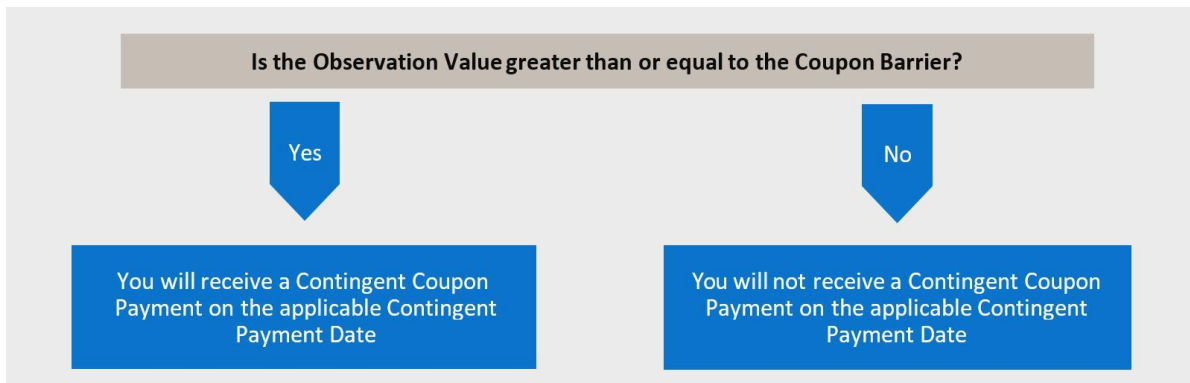 Is the Observation Value greater than or equal to the Coupon Barrier?
Yes
No
You will receive a Contingent Coupon
Payment on the applicable Contingent
Payment Date
You will not receive a Contingent Coupon
Payment on the applicable Contingent
Payment Date